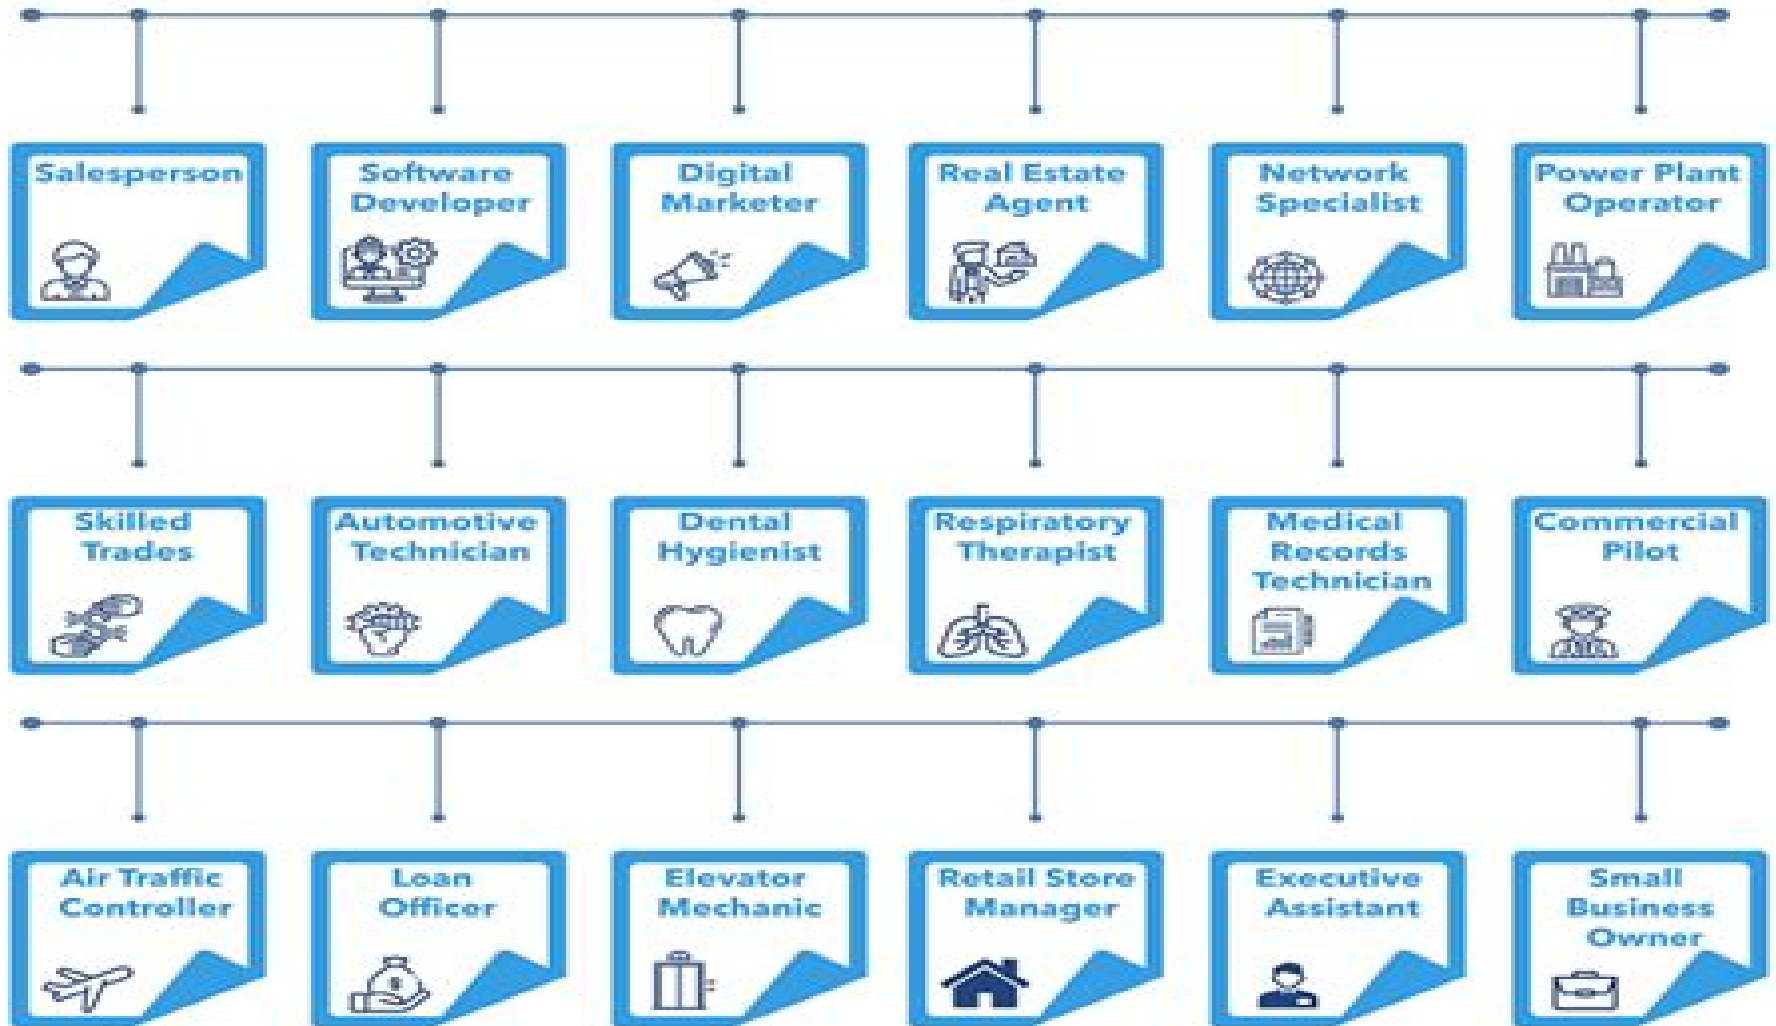 Salesperson
Software
Developer
Digital
Marketer
Real Estate
Agent
Network
Specialist
Power Plant
Operator
Skilled
Trades
Automotive
Technician
Dental
Hygienist
Respiratory
Therapist
Medical
Records
Technician
Commercial
Pilot
Air Traffic
Controller
Loan
Officer
Elevator
Mechanic
Retail Store
Manager
Executive
Assistant
Small
Business
Owner